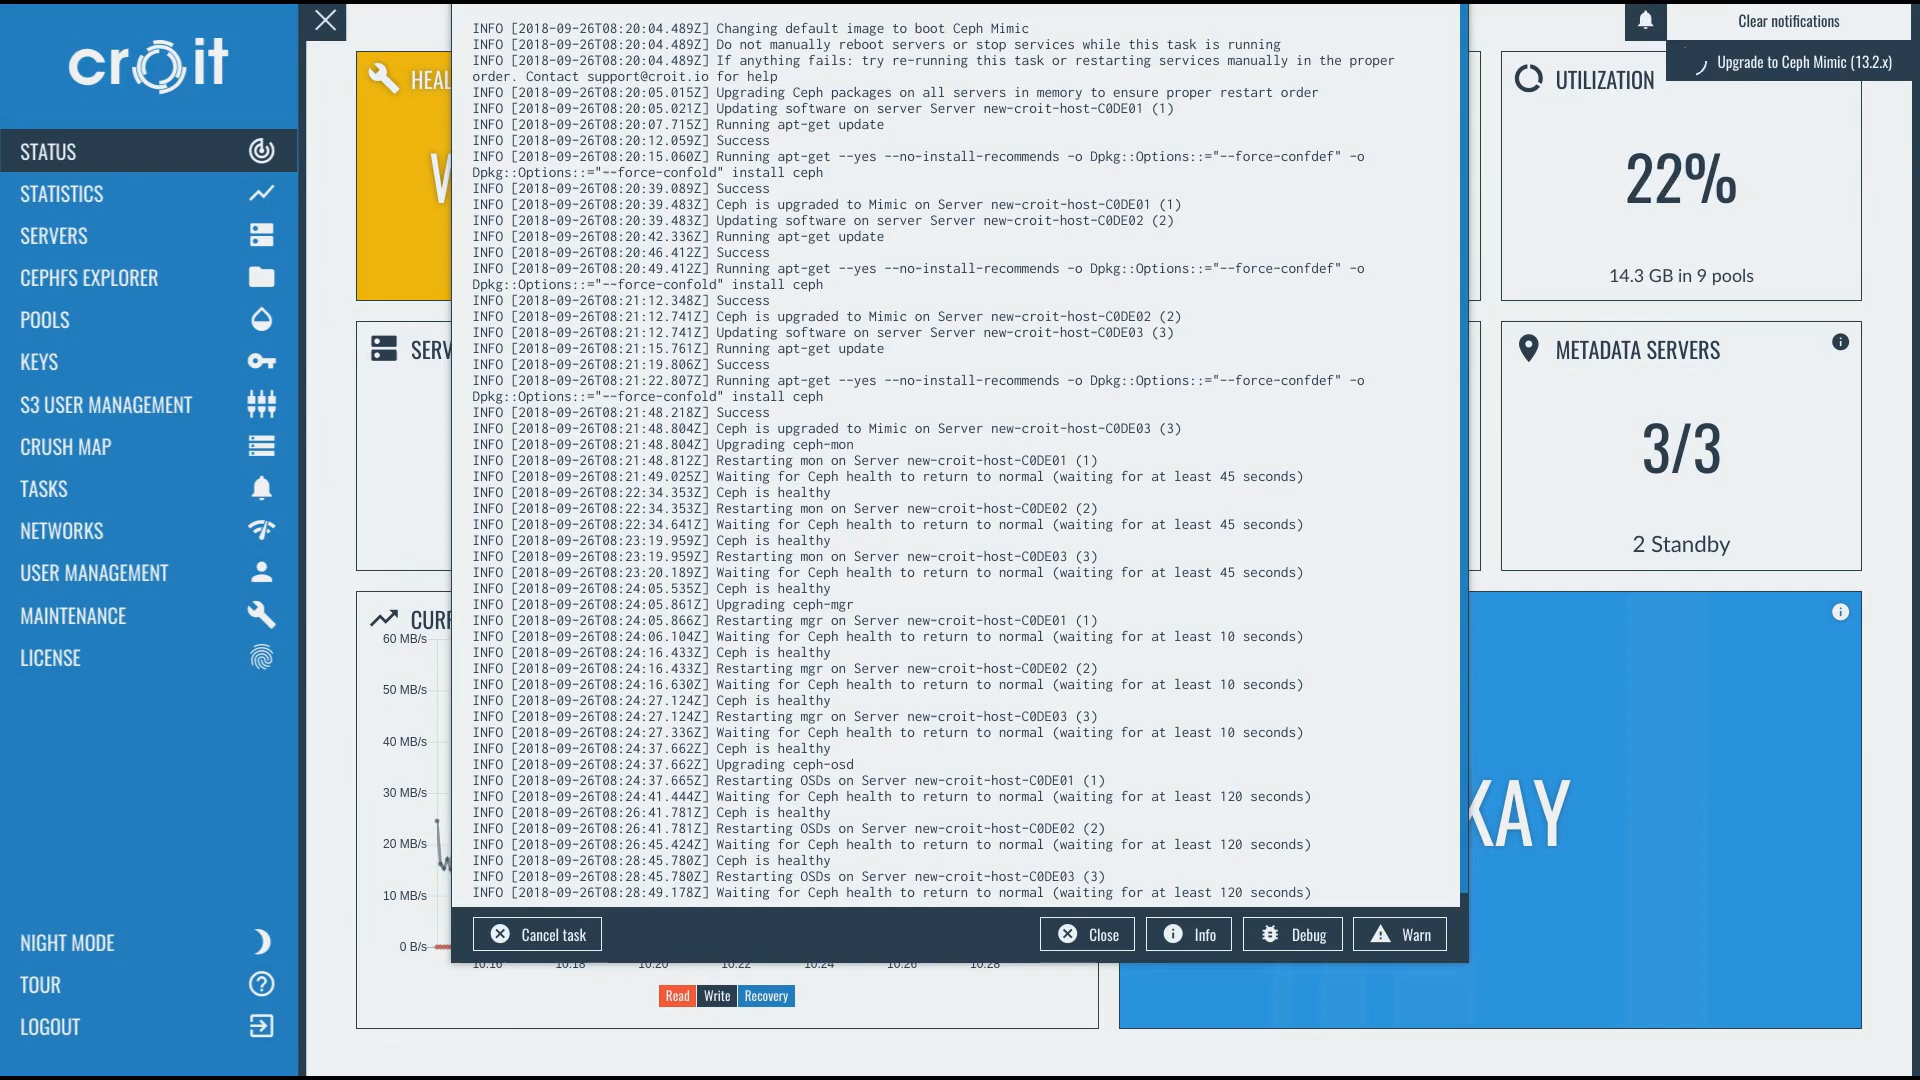 croit
STATUS
STATISTICS
SERVERS
CEPHFS EXPLORER
POOLS
KEYS
S3 USER MANAGEMENT
CRUSH MAP
TASKS
NETWORKS
USER MANAGEMENT
MAINTENANCE
LICENSE
NIGHT MODE
TOUR
LOGOUT
HEAL
SERV
CURR
60 MB/s
50 MB/s
40 MB/s
30 MB/s
20 MB/s
10 MB/s
0 B/s
INFO [2018-09-26T08:20:04.489Z] Changing default image to boot Ceph Mimic
INFO [2018-09-26T08:20:04.489Z] Do not manually reboot servers or stop services while this task is running
INFO [2018-09-26T08:20:04.489Z] If anything fails: try re-running this task or restarting services manually in the proper
order. Contact support@croit.io for help
INFO [2018-09-26T08:20:05.015Z] Upgrading Ceph packages on all servers in memory to ensure proper restart order
INFO [2018-09-26T08:20:05.021Z] Updating software on server Server new-croit-host-C0DE01 (1)
INFO [2018-09-26T08:20:07.715Z] Running apt-get update
INFO [2018-09-26T08:20:12.059Z] Success
INFO [2018-09-26T08:20:15.060Z] Running apt-get --yes --no-install-recommends -o Dpkg::Options::="--force-confdef" -o
Dpkg::Options::="--force-confold" install ceph
INFO [2018-09-26T08:20:39.089Z] Success
INFO [2018-09-26T08:20:39.483Z] Ceph is upgraded to Mimic on Server new-croit-host-C0DE01 (1)
INFO [2018-09-26T08:20:39.483Z] Updating software on server Server new-croit-host-C0DE02 (2)
INFO [2018-09-26T08:20:42.336Z] Running apt-get update
INFO [2018-09-26T08:20:46.412Z] Success
INFO [2018-09-26T08:20:49.412Z] Running apt-get --yes --no-install-recommends -o Dpkg::Options::="--force-confdef" -o
Dpkg::Options::="--force-confold" install ceph
INFO [2018-09-26T08:21:12.348Z] Success
INFO [2018-09-26T08:21:12.741Z] Ceph is upgraded to Mimic on Server new-croit-host-C0DE02 (2)
INFO [2018-09-26T08:21:12.741Z] Updating software on server Server new-croit-host-C0DE03 (3)
INFO [2018-09-26T08:21:15.761Z] Running apt-get update
INFO [2018-09-26T08:21:19.806Z] Success
INFO [2018-09-26T08:21:22.807Z] Running apt-get --yes --no-install-recommends -o Dpkg::Options::="--force-confdef" -o
Dpkg::Options::="--force-confold" install ceph
INFO [2018-09-26T08:21:48.218Z] Success
INFO [2018-09-26T08:21:48.804Z] Ceph is upgraded to Mimic on Server new-croit-host-C0DE03 (3)
INFO [2018-09-26T08:21:48.804Z] Upgrading ceph-mon
INFO [2018-09-26T08:21:48.812Z] Restarting mon on Server new-croit-host-C0DE01 (1)
INFO [2018-09-26T08:21:49.025Z] Waiting for Ceph health to return to normal (waiting for at least 45 seconds)
INFO [2018-09-26T08:22:34.353Z] Ceph is healthy
INFO [2018-09-26T08:22:34.353Z] Restarting mon on Server new-croit-host-C0DE02 (2)
INFO [2018-09-26T08:22:34.641Z] Waiting for Ceph health to return to normal (waiting for at least 45 seconds)
INFO [2018-09-26T08:23:19.959Z] Ceph is healthy
INFO [2018-09-26T08:23:19.959Z] Restarting mon on Server new-croit-host-C0DE03 (3)
INFO [2018-09-26T08:23:20.189Z] Waiting for Ceph health to return to normal (waiting for at least 45 seconds)
INFO [2018-09-26T08:24:05.535Z] Ceph is healthy
INFO [2018-09-26T08:24:05.861Z] Upgrading ceph-mgr
INFO [2018-09-26T08:24:05.866Z] Restarting mgr on Server new-croit-host-C0DE01 (1)
INFO [2018-09-26T08:24:06.104Z] Waiting for Ceph health to return to normal (waiting for at least 10 seconds)
INFO [2018-09-26T08:24:16.433Z] Ceph is healthy
INFO [2018-09-26T08:24:16.433Z] Restarting mgr on Server new-croit-host-C0DE02 (2)
INFO [2018-09-26T08:24:16.630Z] Waiting for Ceph health to return to normal (waiting for at least 10 seconds)
INFO [2018-09-26T08:24:27.124Z] Ceph is healthy
INFO [2018-09-26T08:24:27.124Z] Restarting mgr on Server new-croit-host-C0DE03 (3)
INFO [2018-09-26T08:24:27.336Z] Waiting for Ceph health to return to normal (waiting for at least 10 seconds)
INFO [2018-09-26T08:24:37.662Z] Ceph is healthy
INFO [2018-09-26T08:24:37.662Z] Upgrading ceph-osd
INFO [2018-09-26T08:24:37.665Z] Restarting OSDs on Server new-croit-host-C0DE01 (1)
INFO [2018-09-26T08:24:41.444Z] Waiting for Ceph health to return to normal (waiting for at least 120 seconds)
INFO [2018-09-26T08:26:41.781Z] Ceph is healthy
INFO [2018-09-26T08:26:41.781Z] Restarting OSDs on Server new-croit-host-C0DE02 (2)
INFO [2018-09-26T08:26:45.424Z] Waiting for Ceph health to return to normal (waiting for at least 120 seconds)
INFO [2018-09-26T08:28:45.780Z] Ceph is healthy
INFO [2018-09-26T08:28:45.780Z] Restarting OSDs on Server new-croit-host-C0DE03 (3)
INFO [2018-09-26T08:28:49.178Z] Waiting for Ceph health to return to normal (waiting for at least 120 seconds)
Cancel task Close Info Debug Warn
10:16 10:18 10:20 10:22 10:24 10:26 10:28
Read Write Recovery
Clear notifications
Upgrade to Ceph Mimic (13.2.x)
UTILIZATION
22%
14.3 GB in 9 pools
METADATA SERVERS
3/3
2 Standby
KAY